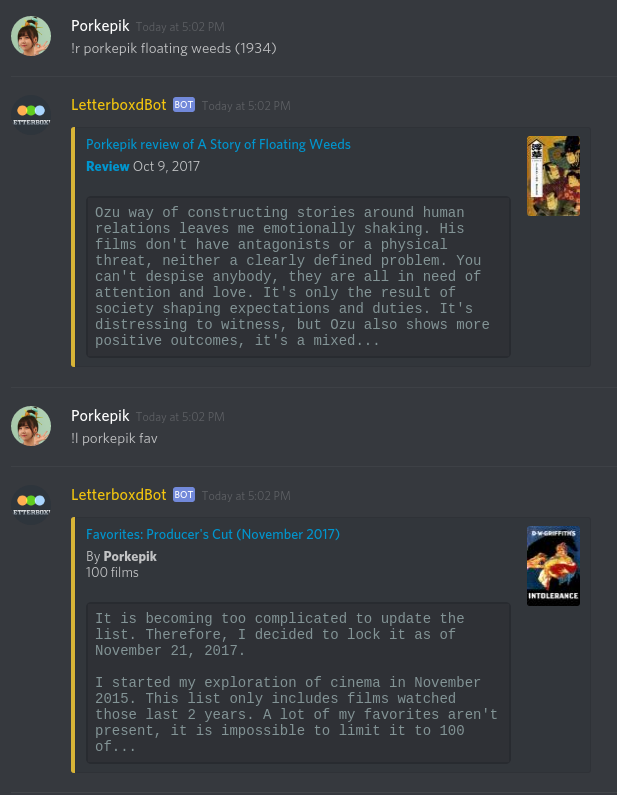 Porkepik Today at 5:02 PM
!r porkepik floating weeds (1934)
LetterboxdBot BOT Today at 5:02 PM
Porkepik review of A Story of Floating Weeds
Review Oct 9, 2017
浮草
Ozu way of constructing stories around human
relations leaves me emotionally shaking. His
films don't have antagonists or a physical
threat, neither a clearly defined problem. You
can't despise anybody, they are all in need of
attention and love. It's only the result of
society shaping expectations and duties. It's
distressing to witness, but Ozu also shows more
positive outcomes, it's a mixed...
Porkepik Today at 5:02 PM
!l porkepik fav
LetterboxdBot BOT Today at 5:02 PM
Favorites: Producer's Cut (November 2017)
By Porkepik
100 films
D·W·GRIFFITH'S
INTOLERANCE
It is becoming too complicated to update the
list. Therefore, I decided to lock it as of
November 21, 2017.
I started my exploration of cinema in November
2015. This list only includes films watched
those last 2 years. A lot of my favorites aren't
present, it is impossible to limit it to 100
of...